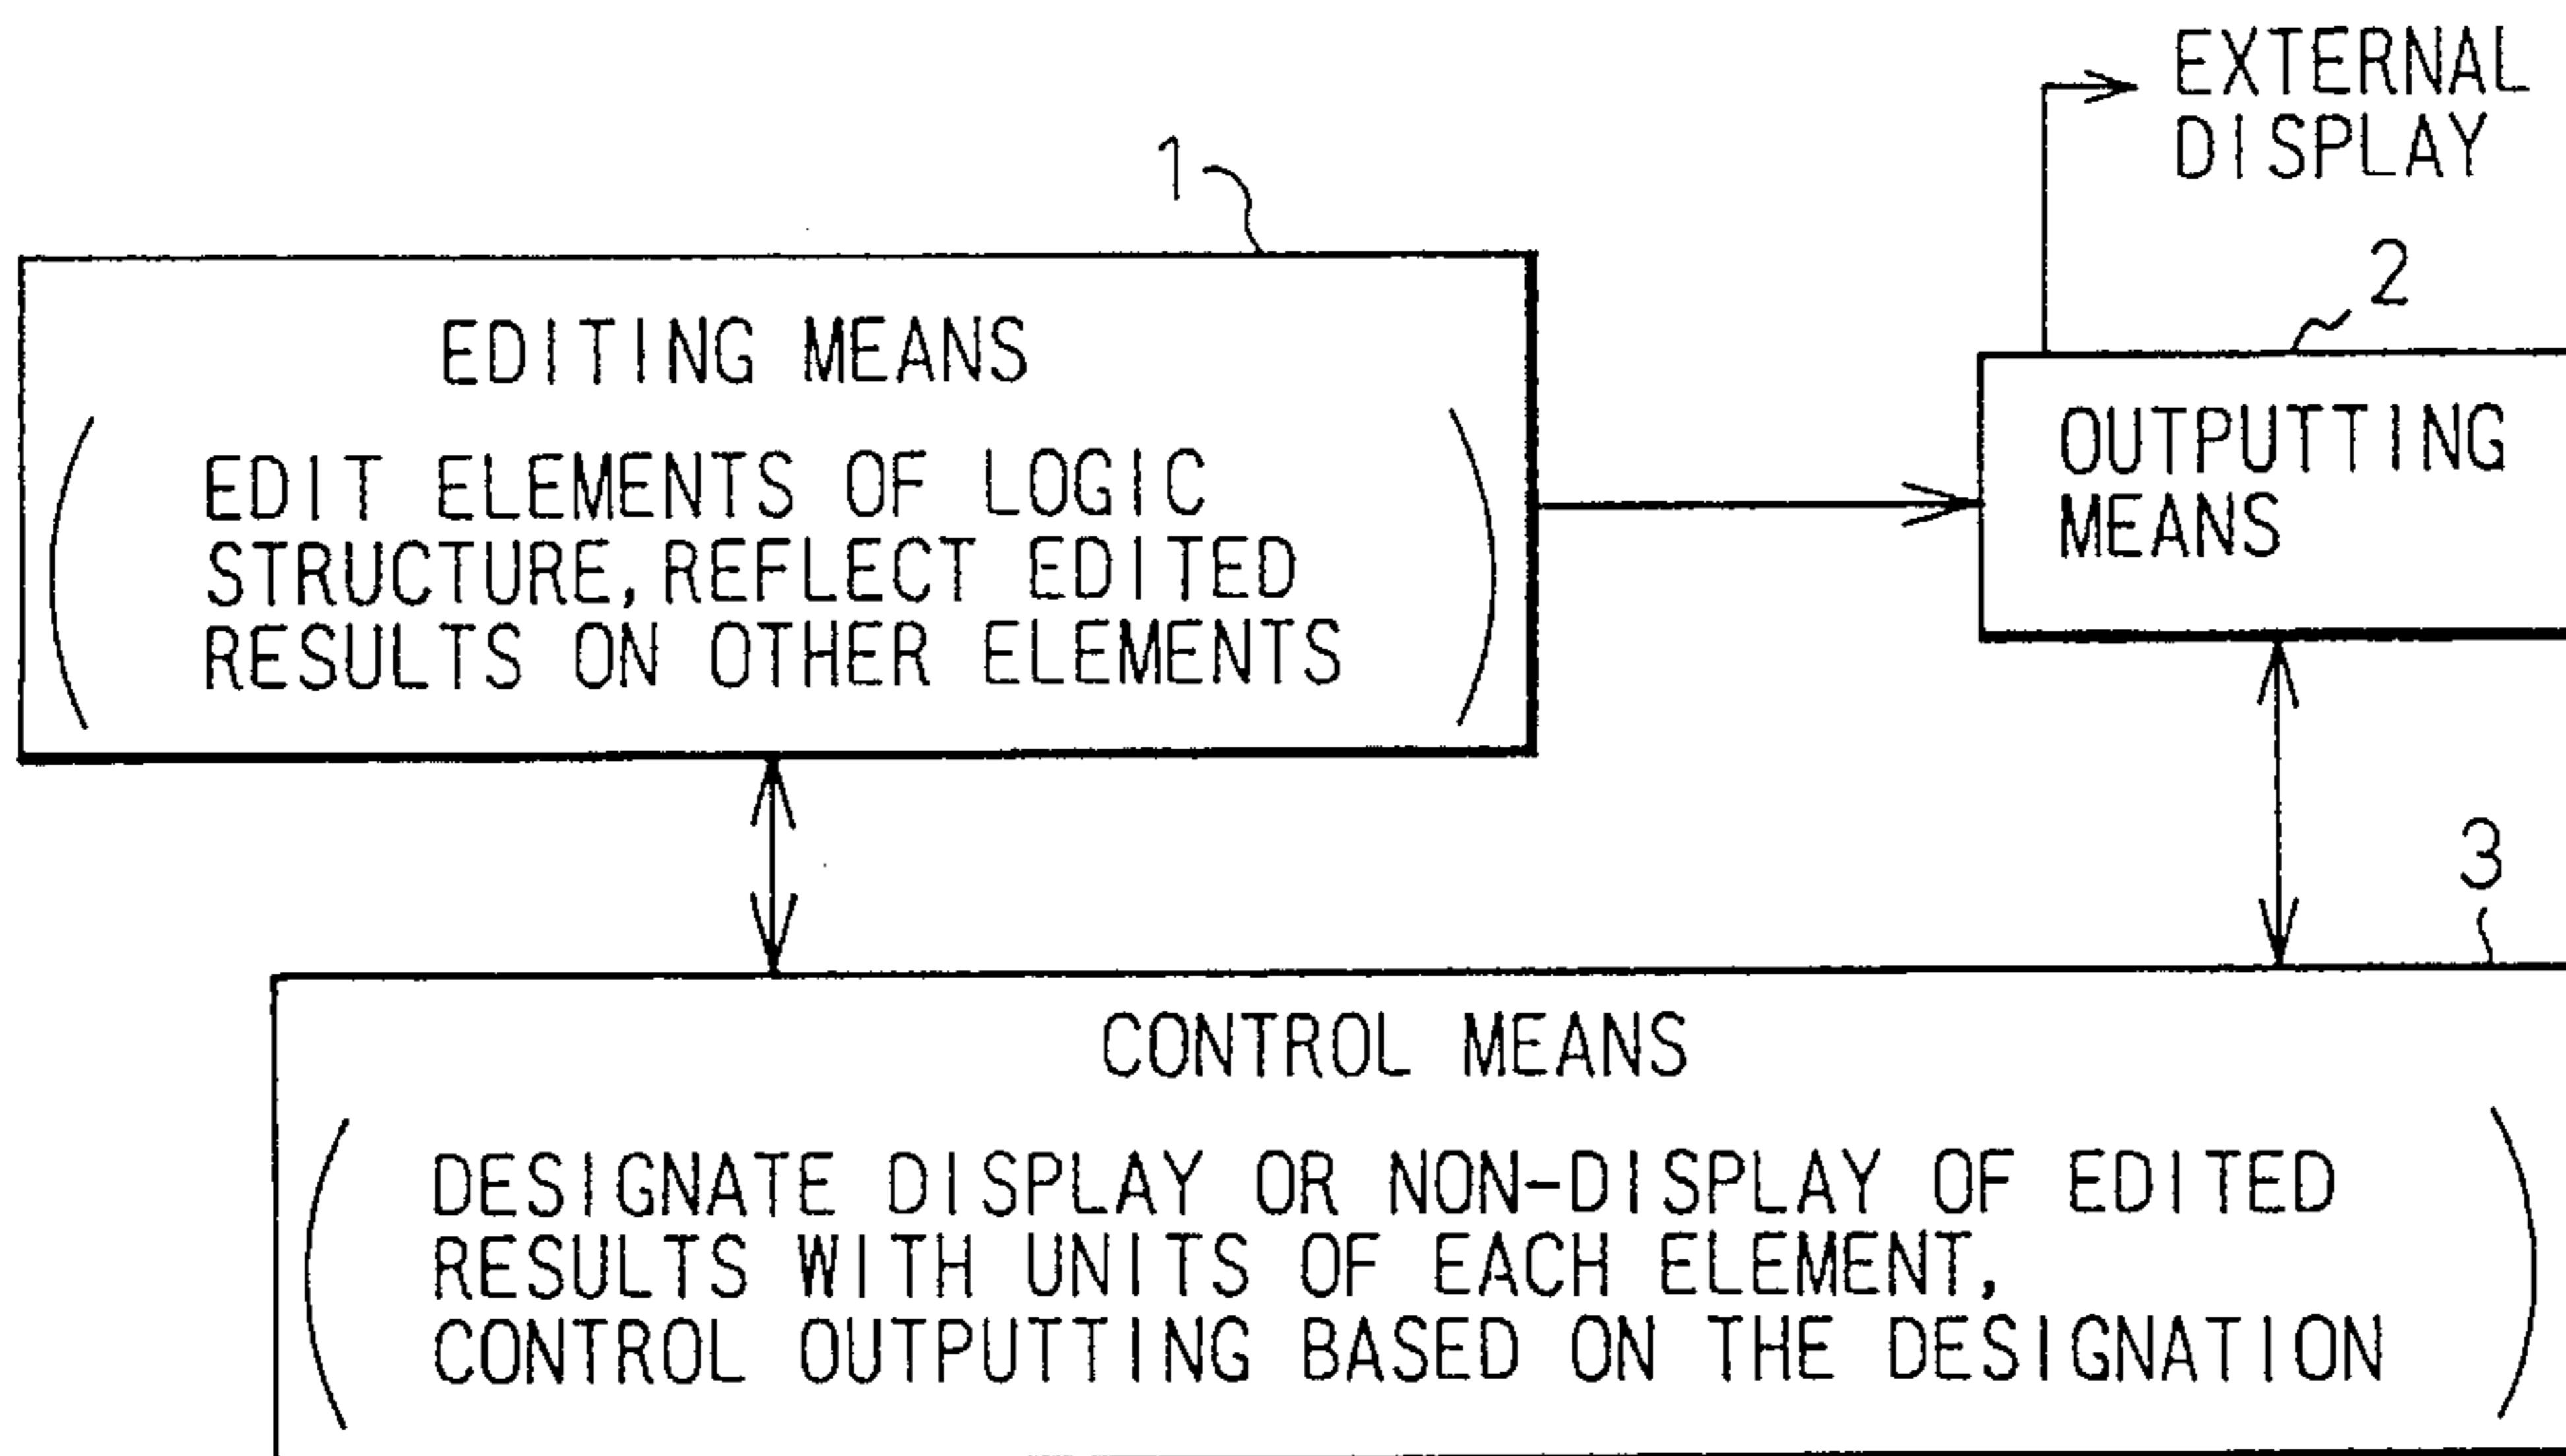 EXTERNAL
DISPLAY
1
2
EDITING MEANS
EDIT ELEMENTS OF LOGIC
STRUCTURE, REFLECT EDITED
RESULTS ON OTHER ELEMENTS
OUTPUTTING
MEANS
3
CONTROL MEANS
DESIGNATE DISPLAY OR NON-DISPLAY OF EDITED
RESULTS WITH UNITS OF EACH ELEMENT,
CONTROL OUTPUTTING BASED ON THE DESIGNATION